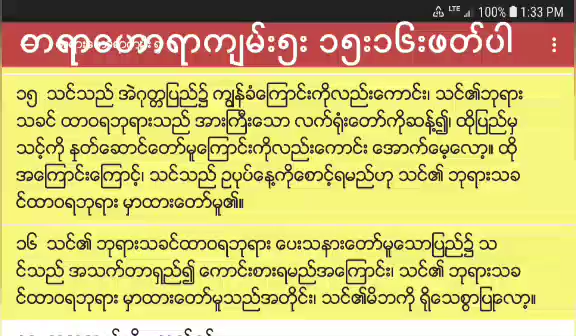 LTE 100% 1:33 PM
တရာဟောရာကျမ်း၅း ၁၅း၁၆းဖတ်ပါ
၁၅ သင်သည် အဲဂုတ္တုပြည်၌ ကျွန်ခံကြောင်းကိုလည်းကောင်း၊ သင်၏ဘုရား
သခင် ထာဝရဘုရားသည် အားကြီးသော လက်ရုံးတော်ကိုဆန့်၍၊ ထိုပြည်မှ
သင့်ကို နှုတ်ဆောင်တော်မူကြောင်းကိုလည်းကောင်း အောက်မေ့လော့။ ထို
အကြောင်းကြောင့်၊ သင်သည် ဥပုပ်နေ့ကိုစောင့်ရမည်ဟု သင်၏ ဘုရားသခ
င်ထာဝရဘုရား မှာထားတော်မူ၏။
၁၆ သင်၏ ဘုရားသခင်ထာဝရဘုရား ပေးသနားတော်မူသောပြည်၌ သ
င်သည် အသက်တာရှည်၍ ကောင်းစားရမည်အကြောင်း၊ သင်၏ ဘုရားသခ
င်ထာဝရဘုရား မှာထားတော်မူသည်အတိုင်း၊ သင်၏မိဘကို ရိုသေစွာပြုလော့။